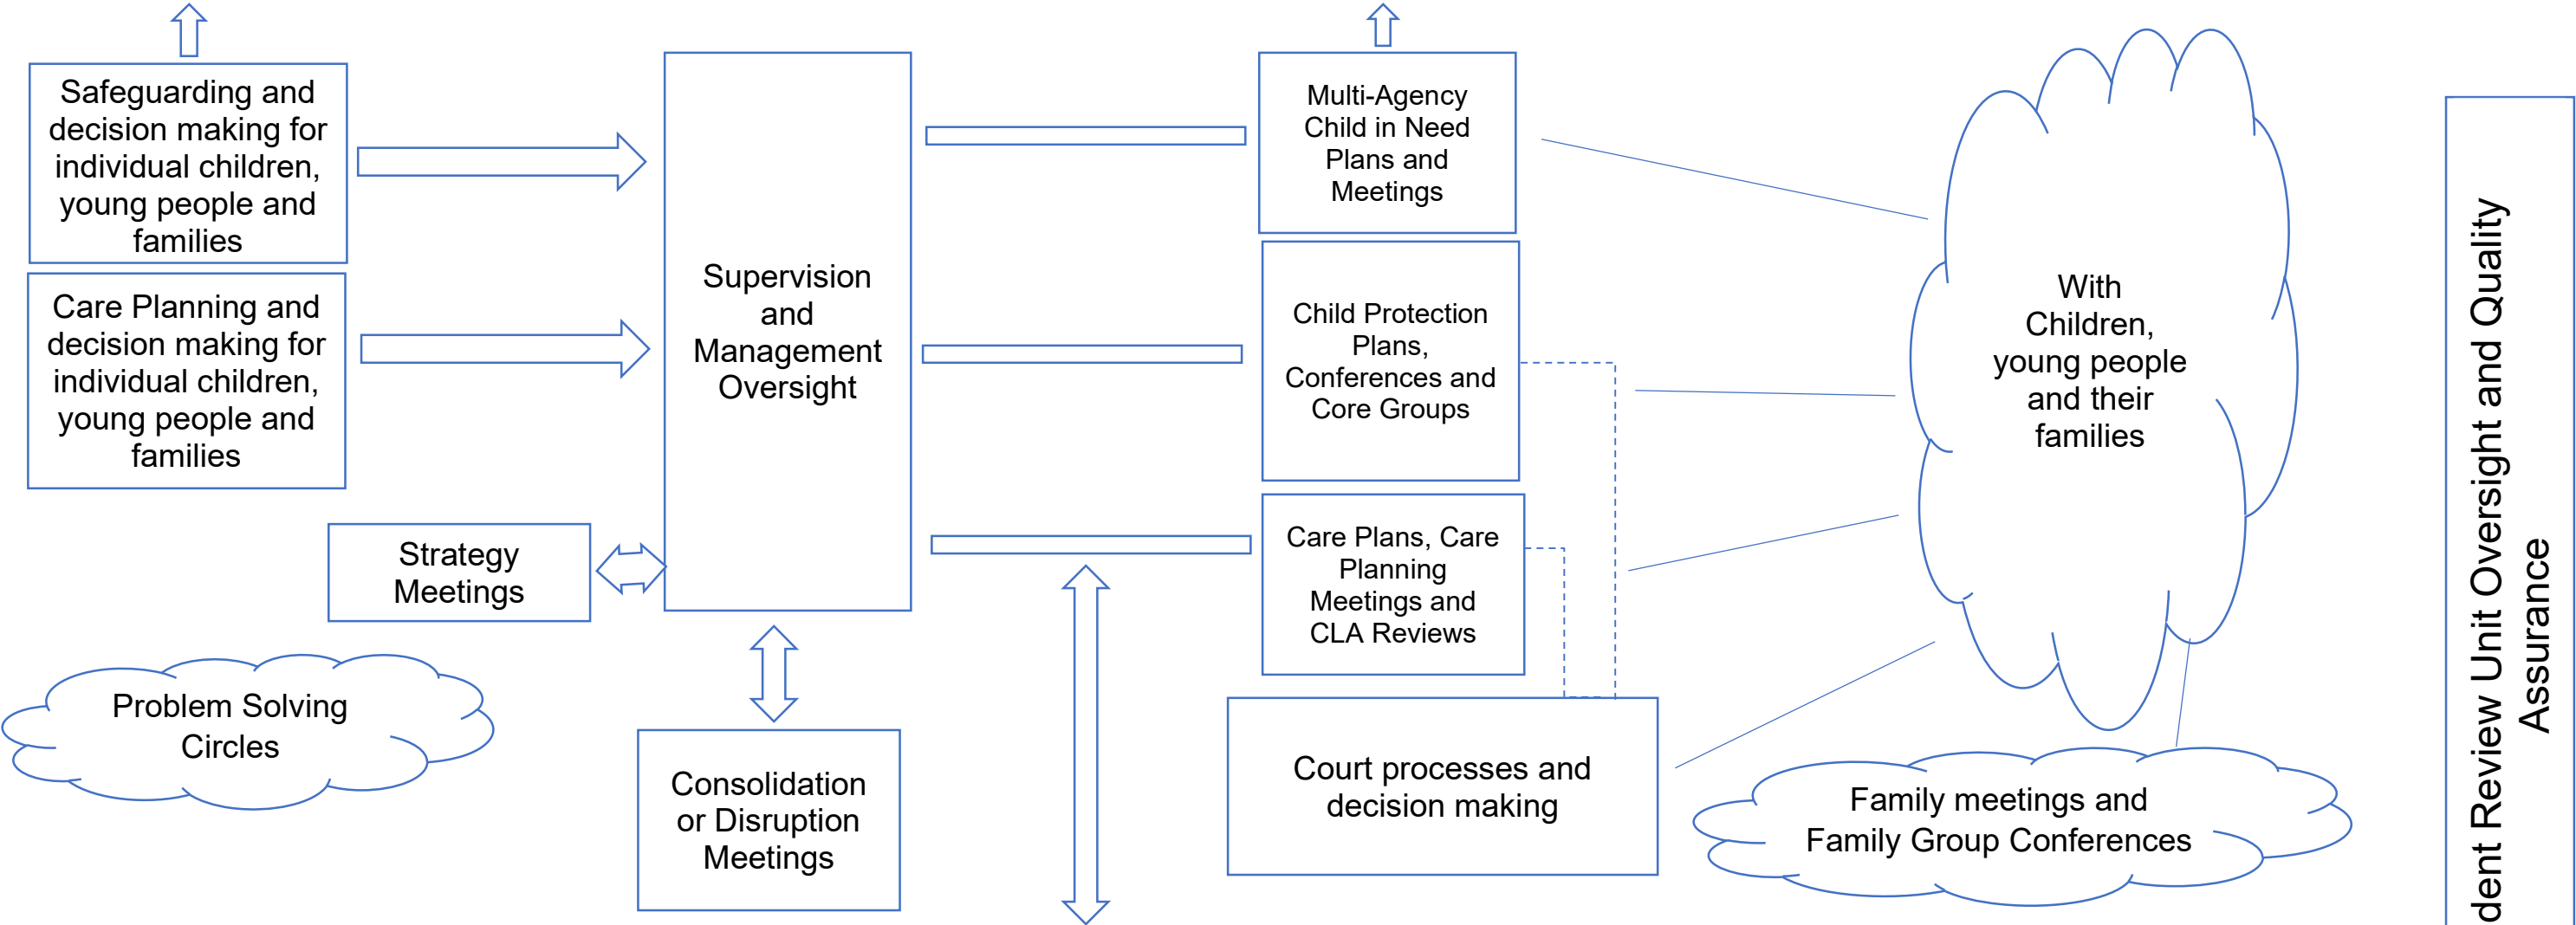 Safeguarding and
decision making for
individual children,
young people and
families
Care Planning and
decision making for
individual children,
young people and
families
Strategy
Meetings
Problem Solving
Circles
Supervision
and
Management
Oversight
Consolidation
or Disruption
Meetings
Multi-Agency
Child in Need
Plans and
Meetings
Child Protection
Plans,
Conferences and
Core Groups
Care Plans, Care
Planning
Meetings and
CLA Reviews
Court processes and
decision making
With
Children,
young people
and their
families
Family meetings and
Family Group Conferences
dent Review Unit Oversight and Quality
Assurance